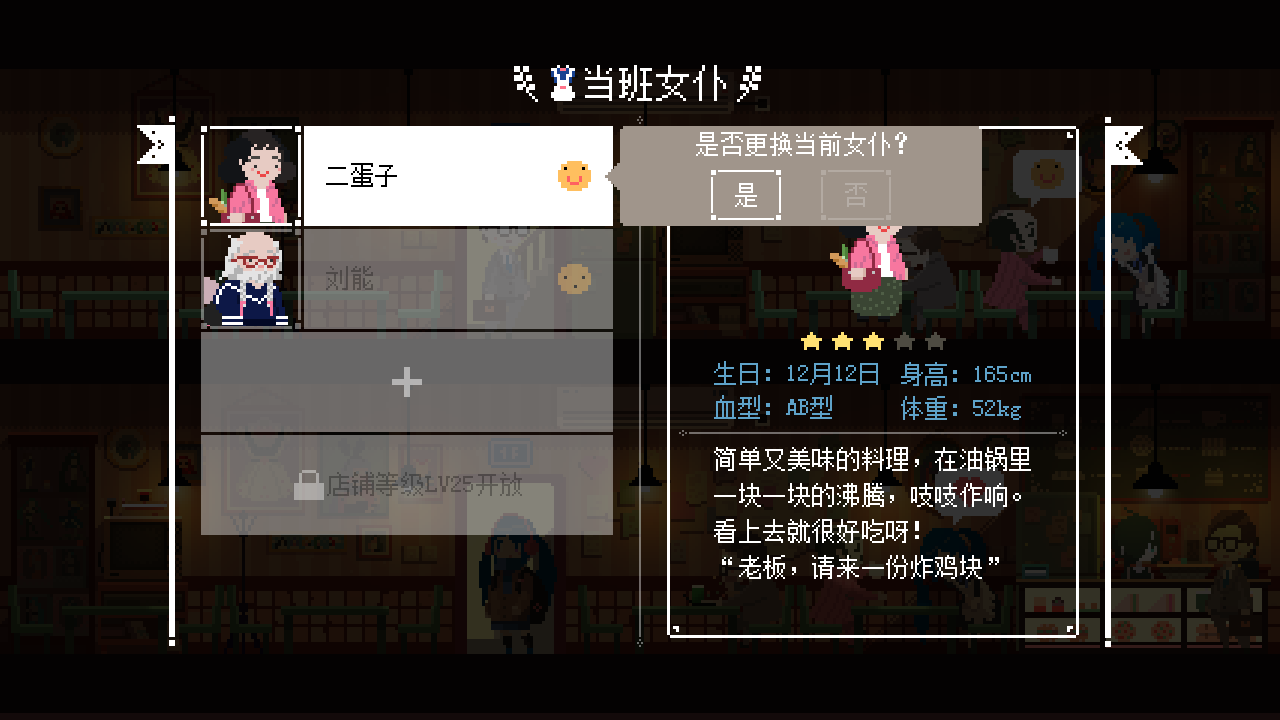 当班女仆
二蛋子
是否更换当前女仆？
是
否
刘能
生日：12月12日 身高：165cm
血型：AB型 体重：52kg
+
简单又美味的料理，在油锅里
一块一块的沸腾，吱吱作响。
看上去就很好吃呀！
“老板，请来一份炸鸡块”
店铺等级LV25开放
1F